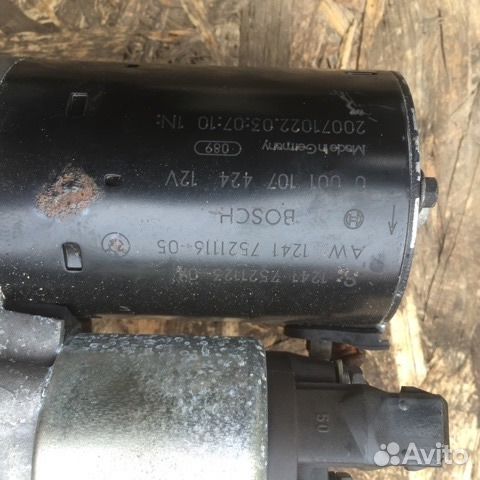 1241 7521123-0
AW 1241 7521116-05
BOSCH
0 001 107 424 12V
089
Made in Germany
20071022.03:07:10 1N:
50
Avito